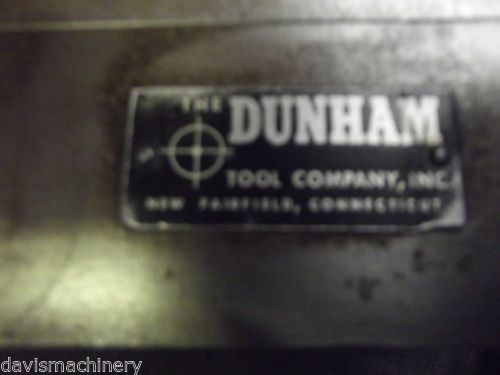 THE
DUNHAM
TOOL COMPANY, INC.
NEW FAIRFIELD, CONNECTICUT
davismachinery